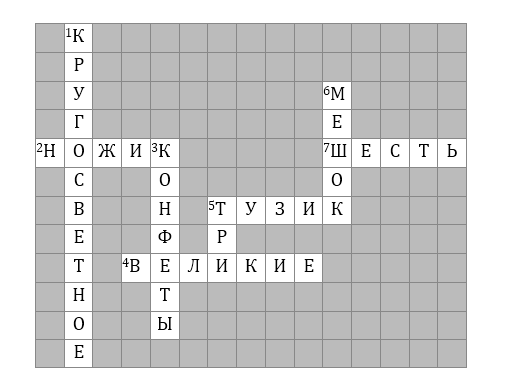 ¹К
Р
У ⁶М
Г Е
²Н О Ж И ³К ⁷Ш Е С Т Ь
С О О
В Н ⁵Т У З И К
Е Ф Р
Т ⁴В Е Л И К И Е
Н Т
О Ы
Е